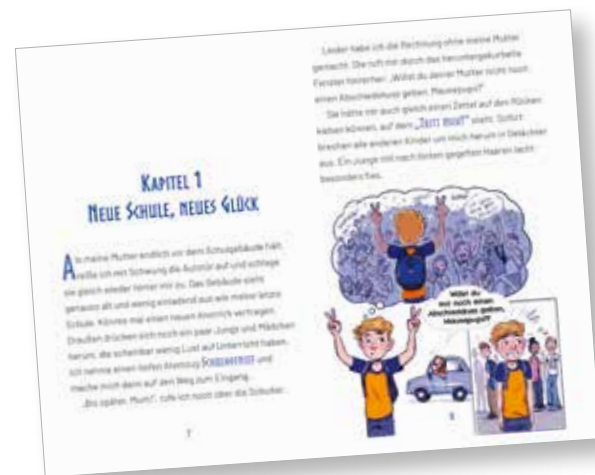 KAPITEL 1
NEUE SCHULE, NEUES GLÜCK
Als meine Mutter endlich vor dem Schulgebäude hält,
reiße ich mit Schwung die Autotür auf und schlage
sie gleich wieder hinter mir zu. Das Gebäude sieht
genauso alt und wenig einladend aus wie meine letzte
Schule. Könnte mal einen neuen Anstrich vertragen.
Draußen drücken sich noch ein paar Jungs und Mädchen
herum, die scheinbar wenig Lust auf Unterricht haben.
Ich nehme einen tiefen Atemzug und
mache mich dann auf den Weg zum Eingang.
„Bis später, Mum!", rufe ich noch über die Schulter.
7
Leider habe ich die Rechnung ohne meine Mutter
gemacht. Die ruft mir durch das heruntergekurbelte
Fenster hinterher: „Willst du deiner Mutter nicht noch
einen Abschiedskuss geben, Mausepups?"
Sie hätte mir auch gleich einen Zettel auf den Rücken
kleben können, auf dem „TRITT MICH!" steht. Sofort
brechen alle anderen Kinder um mich herum in Gelächter
aus. Ein Junge mit nach hinten gegelten Haaren lacht
besonders fies.
Willst du
mir noch einen
Abschiedskuss geben,
Mausepups?!
8